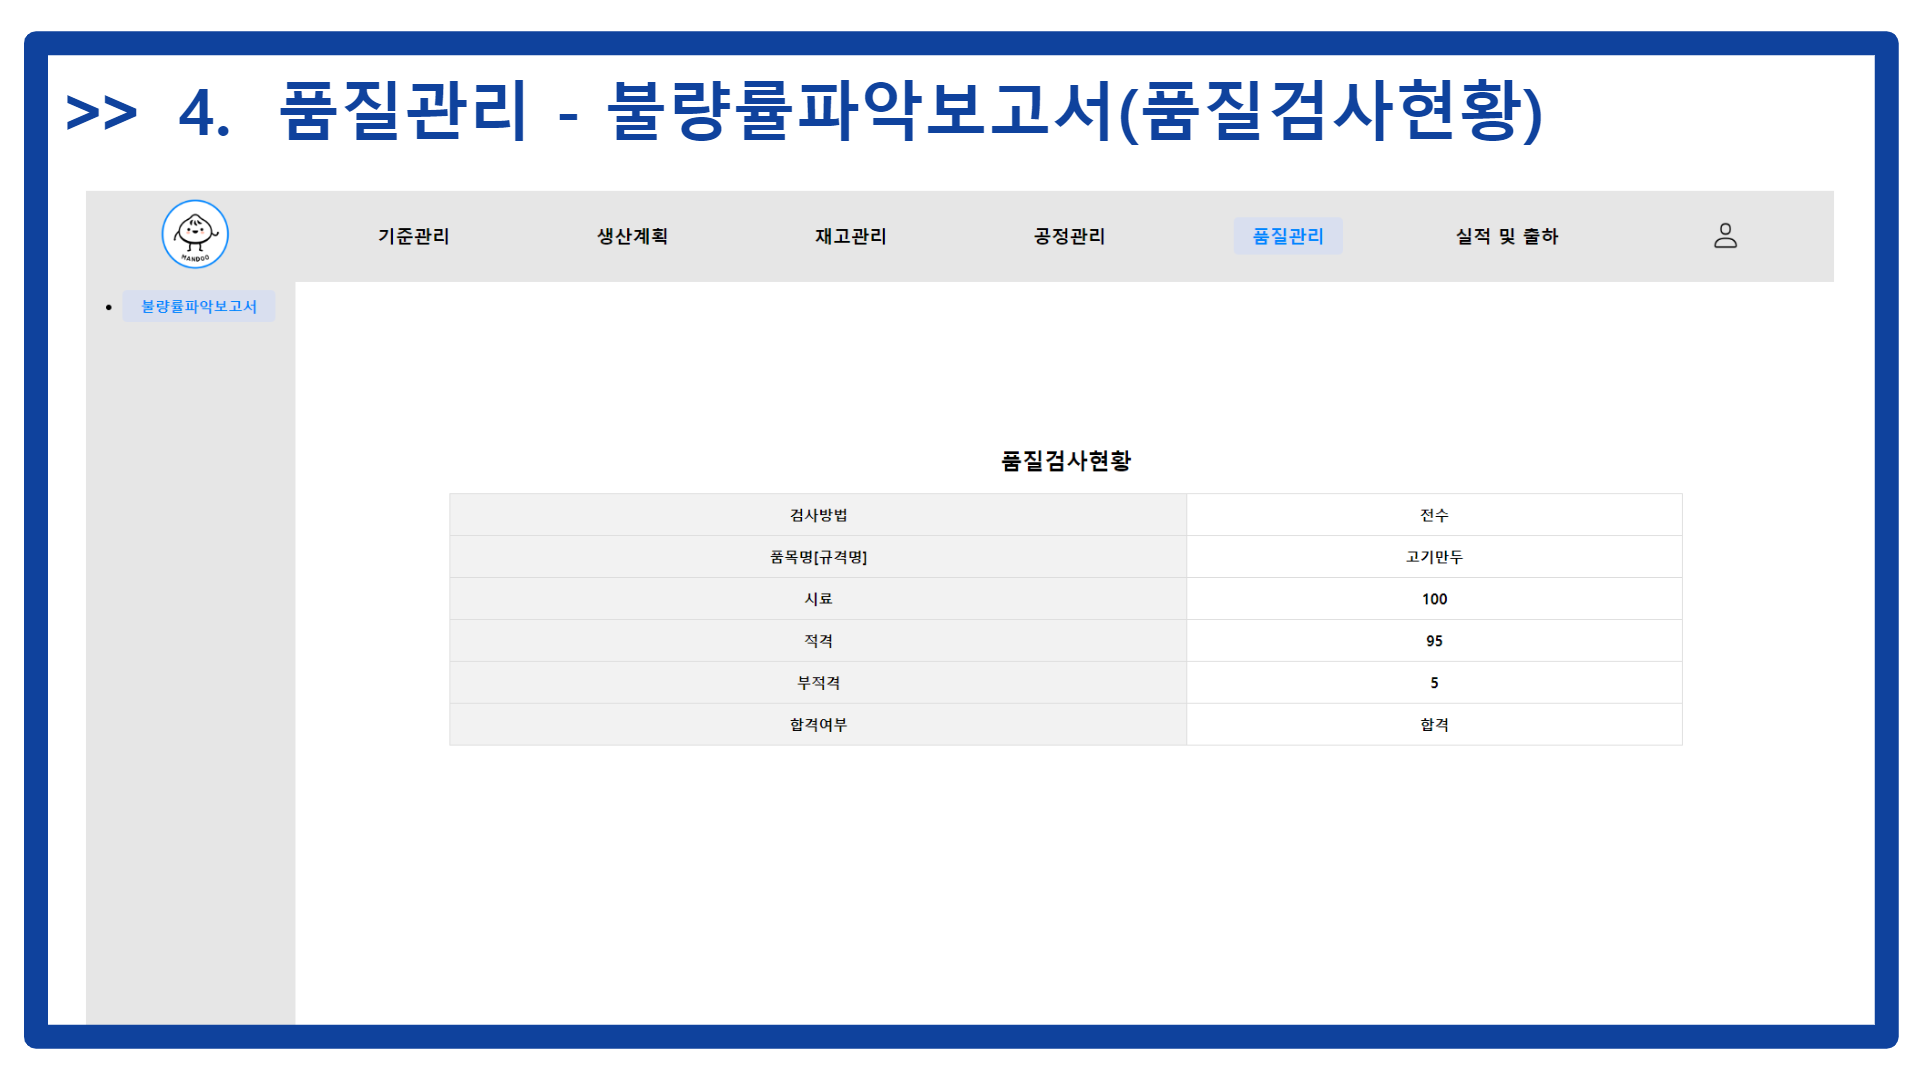 >> 4. 품질관리 - 불량률파악보고서(품질검사현황)
MANDOO
기준관리 생산계획 재고관리 공정관리 품질관리 실적 및 출하
• 불량률파악보고서
품질검사현황
검사방법 전수
품목명[규격명] 고기만두
시료 100
적격 95
부적격 5
합격여부 합격